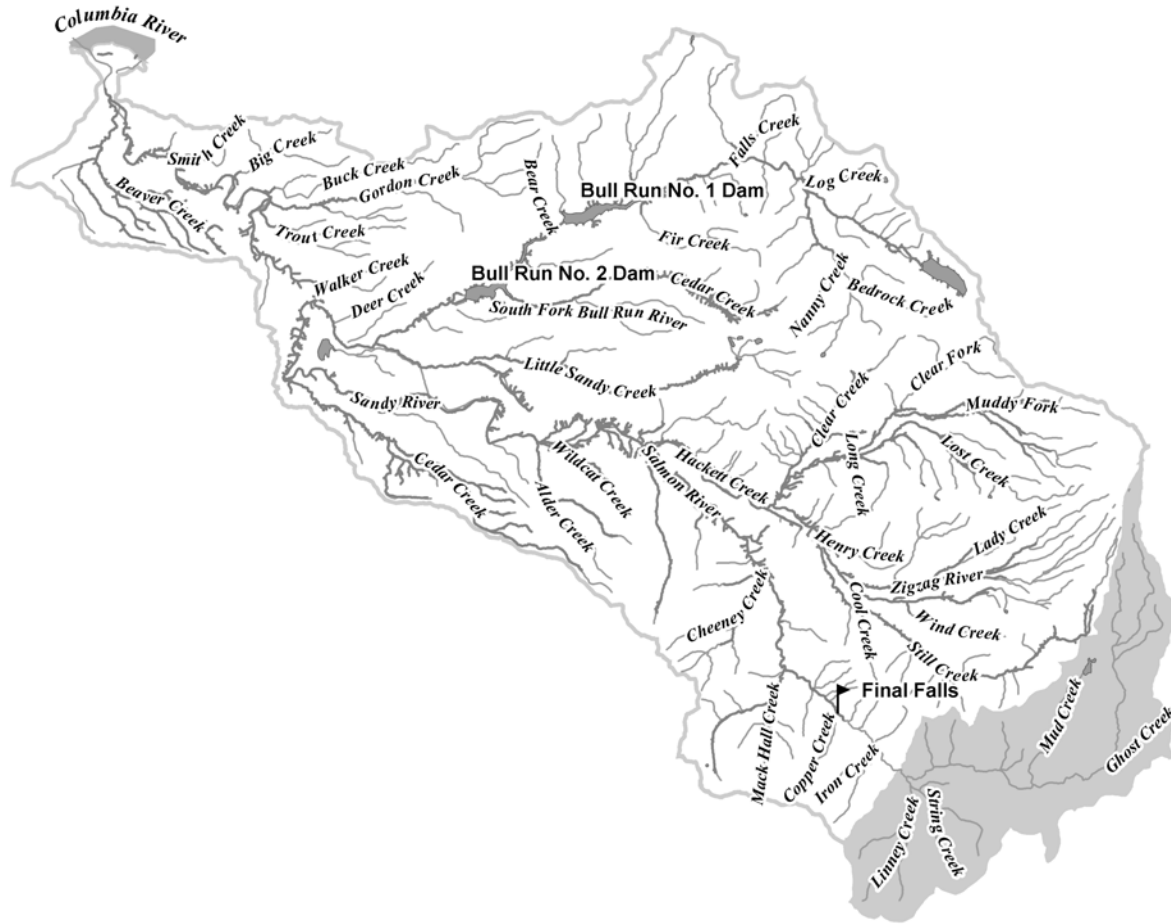 Columbia River
Smith Creek
Big Creek
Buck Creek
Gordon Creek
Beaver Creek
Trout Creek
Bear Creek
Falls Creek
Log Creek
Bull Run No. 1 Dam
Fir Creek
Walker Creek
Deer Creek
Bull Run No. 2 Dam
Cedar Creek
Nanny Creek
Bedrock Creek
South Fork Bull Run River
Little Sandy Creek
Sandy River
Clear Creek
Clear Fork
Muddy Fork
Cedar Creek
Alder Creek
Wildcat Creek
Salmon River
Hackett Creek
Long Creek
Lost Creek
Henry Creek
Lady Creek
Zigzag River
Cheeney Creek
Cool Creek
Wind Creek
Still Creek
Final Falls
Mack Hall Creek
Copper Creek
Iron Creek
Mud Creek
Ghost Creek
Linney Creek
String Creek